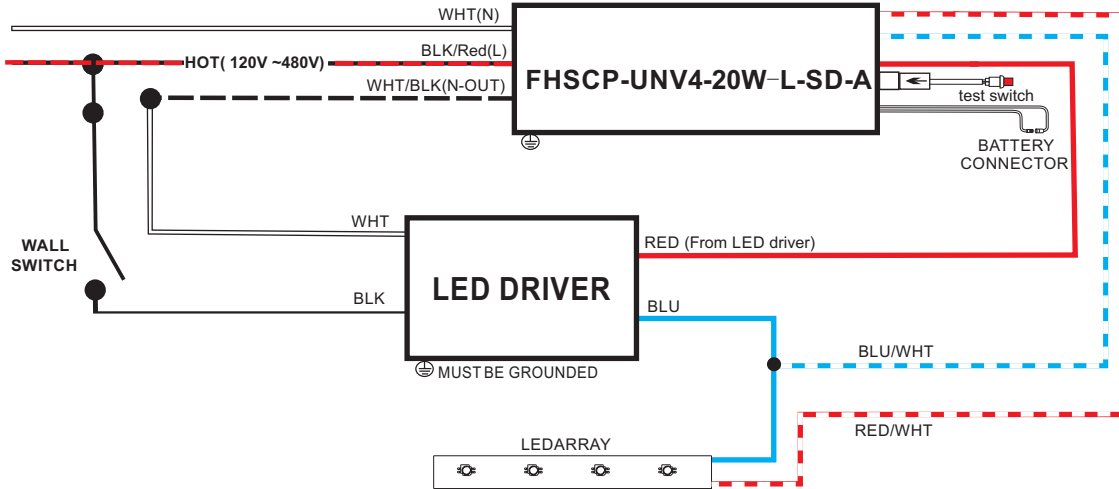 WHT(N)
BLK/Red(L)
HOT( 120V ~480V)
WHT/BLK(N-OUT)
FHSCP-UNV4-20W-L-SD-A
test switch
BATTERY
CONNECTOR
WHT
RED (From LED driver)
WALL
SWITCH
LED DRIVER
BLK
BLU
BLU/WHT
MUST BE GROUNDED
RED/WHT
LEDARRAY